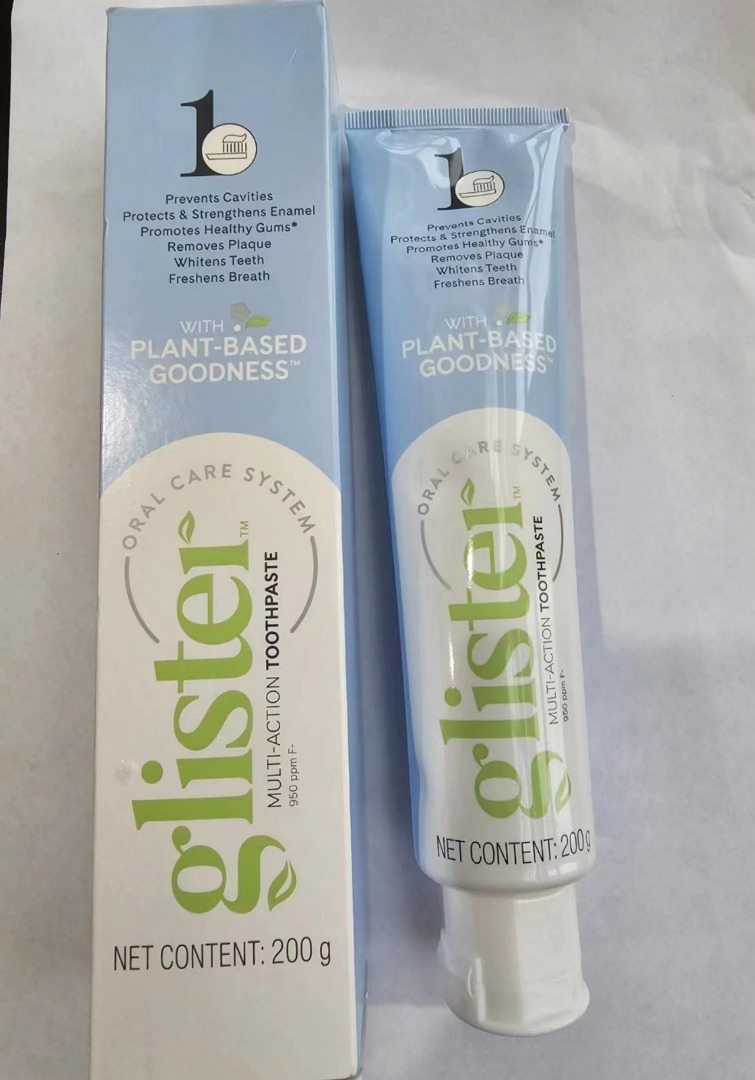 1
Prevents Cavities
Protects & Strengthens Enamel
Promotes Healthy Gums*
Removes Plaque
Whitens Teeth
Freshens Breath
WITH
PLANT-BASED
GOODNESS™
ORAL CARE SYSTEM
glister™
MULTI-ACTION TOOTHPASTE
950 ppm F-
NET CONTENT: 200 g
1
Prevents Cavities
Protects & Strengthens Enamel
Promotes Healthy Gums*
Removes Plaque
Whitens Teeth
Freshens Breath
WITH
PLANT-BASED
GOODNESS™
ORAL CARE SYSTEM
glister™
MULTI-ACTION TOOTHPASTE
950 ppm F-
NET CONTENT: 200 g